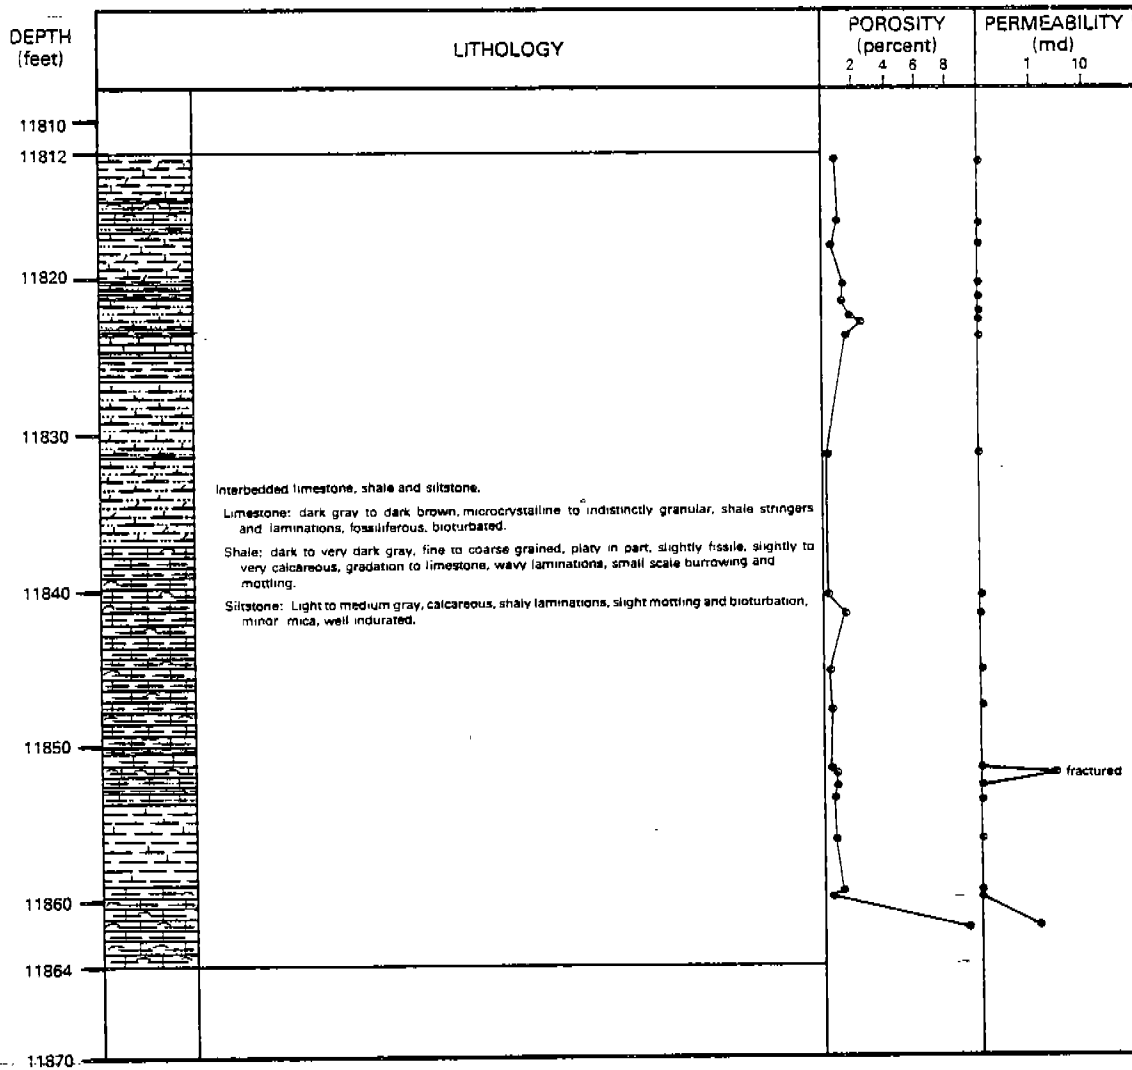 DEPTH
(feet)
LITHOLOGY
POROSITY
(percent)
2 4 6 8
PERMEABILITY
(md)
1 10
11810
11812
11820
11830
Interbedded limestone, shale and siltstone.
Limestone: dark gray to dark brown, microcrystalline to indistinctly granular, shale stringers
and laminations, fossiliferous, bioturbated.
Shale: dark to very dark gray, fine to coarse grained, platy in part, slightly fissile, slightly to
very calcareous, gradation to limestone, wavy laminations, small scale burrowing and
mottling.
11840
Siltstone: Light to medium gray, calcareous, shaly laminations, slight mottling and bioturbation,
minor mica, well indurated.
11850
fractured
11860
11864
11870